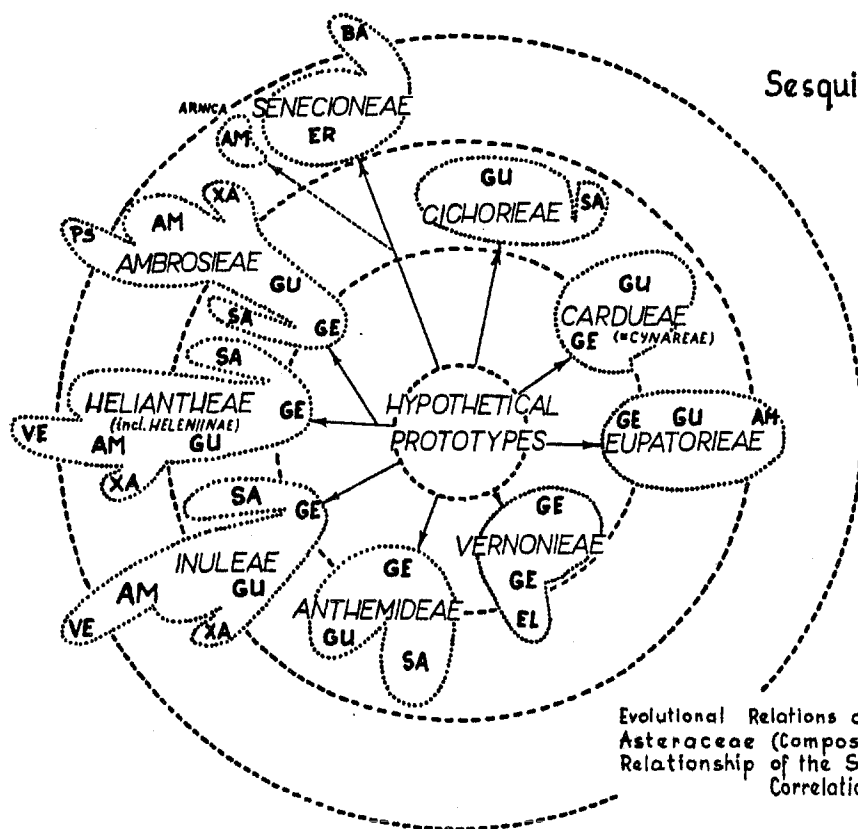 Sesqui
BA
SENECIONEAE
ER
ARNICA
AM
GU
CICHORIEAE
SA
XA
AM
PS
AMBROSIEAE
GU
SA
GE
GU
CARDUEAE
GE (=CYNAREAE)
SA
HELIANTHEAE
(incl. HELENIINAE)
GE
VE
AM
GU
XA
HYPOTHETICAL
PROTOTYPES
GE GU AM
EUPATORIEAE
SA
GE
INULEAE
AM
GU
VE
XA
GE
ANTHEMIDEAE
GU
SA
GE
VERNONIEAE
GE
EL
Evolutional Relations
Asteraceae (Compos
Relationship of the S
Correlatio